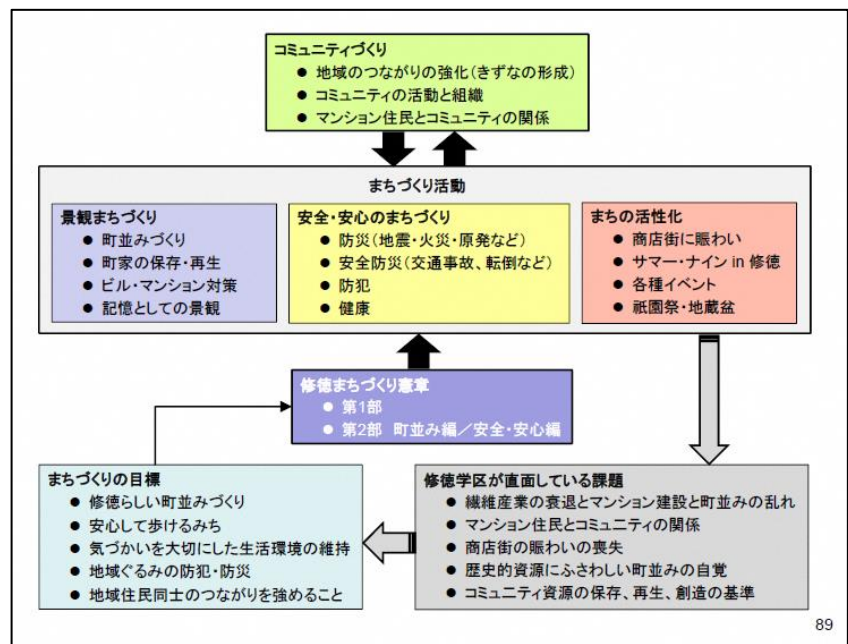 コミュニティづくり
● 地域のつながりの強化(きずなの形成)
● コミュニティの活動と組織
● マンション住民とコミュニティの関係
まちづくり活動
景観まちづくり
● 町並みづくり
● 町家の保存・再生
● ビル・マンション対策
● 記憶としての景観
安全・安心のまちづくり
● 防災(地震・火災・原発など)
● 安全防災(交通事故、転倒など)
● 防犯
● 健康
まちの活性化
● 商店街に賑わい
● サマー・ナイン in 修徳
● 各種イベント
● 祇園祭・地蔵盆
修徳まちづくり憲章
● 第1部
● 第2部 町並み編/安全・安心編
まちづくりの目標
● 修徳らしい町並みづくり
● 安心して歩けるみち
● 気づかいを大切にした生活環境の維持
● 地域ぐるみの防犯・防災
● 地域住民同士のつながりを強めること
修徳学区が直面している課題
● 繊維産業の衰退とマンション建設と町並みの乱れ
● マンション住民とコミュニティの関係
● 商店街の賑わいの喪失
● 歴史的資源にふさわしい町並みの自覚
● コミュニティ資源の保存、再生、創造の基準
89